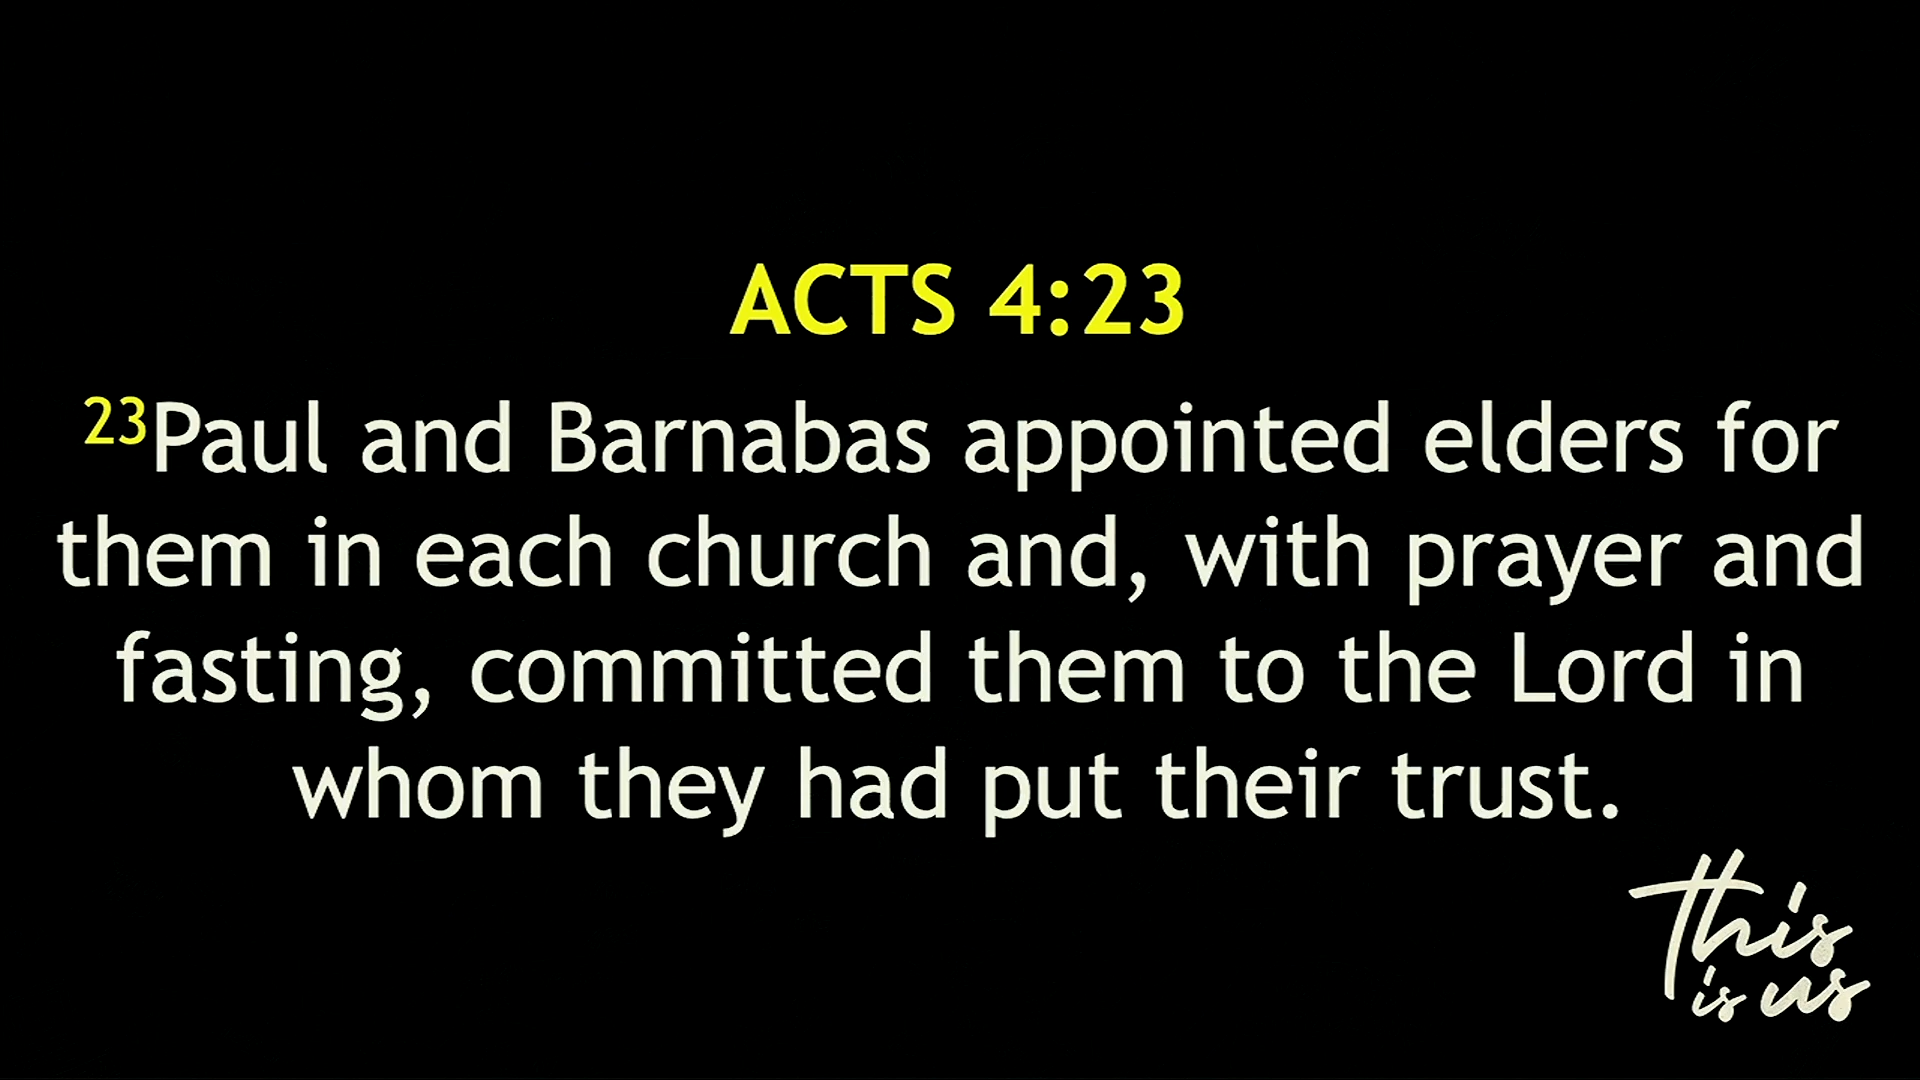 ACTS 4:23
23Paul and Barnabas appointed elders for
them in each church and, with prayer and
fasting, committed them to the Lord in
whom they had put their trust.
this
is us